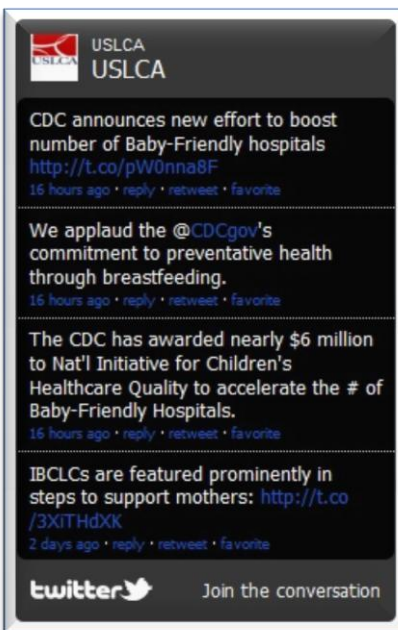 USLCA
USLCA
USLCA
CDC announces new effort to boost
number of Baby-Friendly hospitals
http://t.co/pW0nna8F
16 hours ago · reply · retweet · favorite
We applaud the @CDCgov's
commitment to preventative health
through breastfeeding.
16 hours ago · reply · retweet · favorite
The CDC has awarded nearly $6 million
to Nat'l Initiative for Children's
Healthcare Quality to accelerate the # of
Baby-Friendly Hospitals.
16 hours ago · reply · retweet · favorite
IBCLCs are featured prominently in
steps to support mothers: http://t.co
/3XiTHdXK
2 days ago · reply · retweet · favorite
twitter Join the conversation